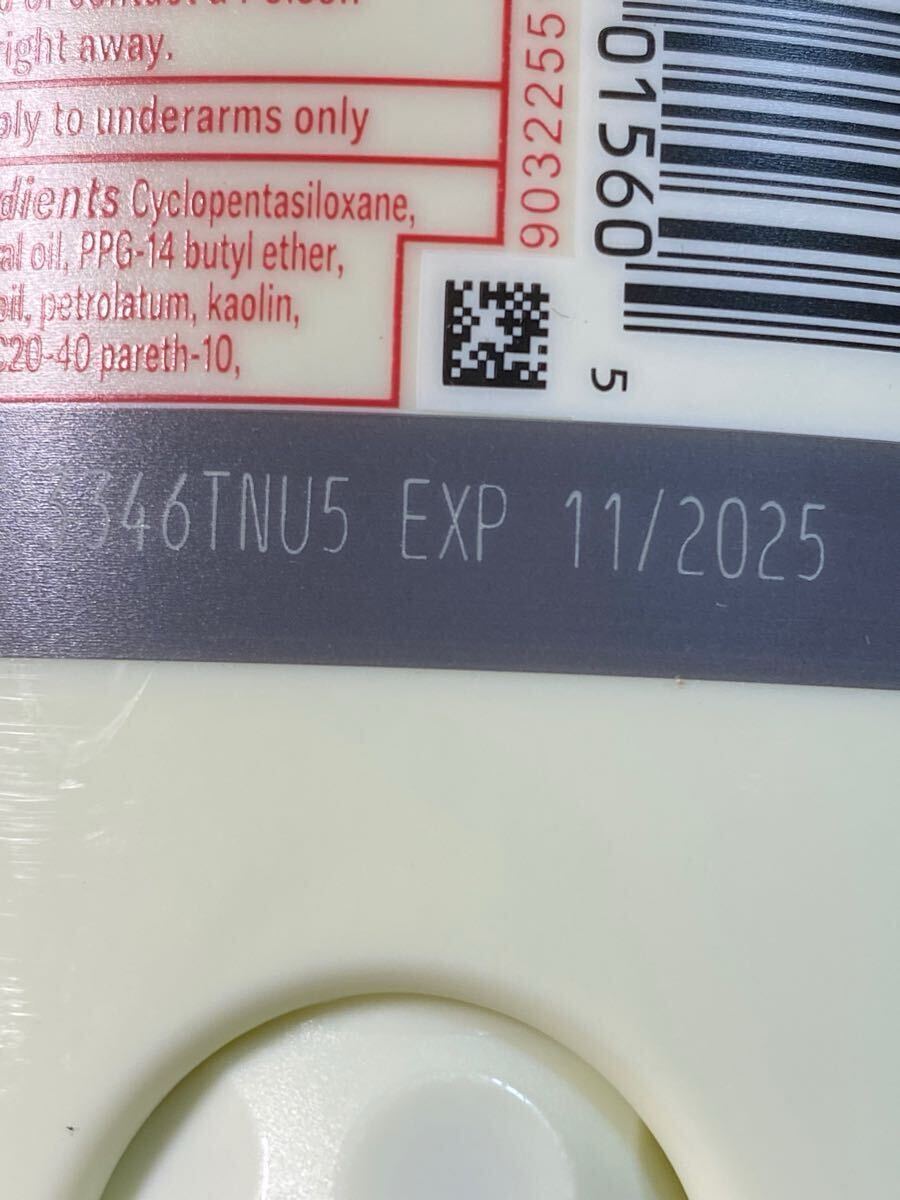 right away.
ply to underarms only
dients Cyclopentasiloxane,
al oil, PPG-14 butyl ether,
oil, petrolatum, kaolin,
C20-40 pareth-10,
9032255
01560
5
346TNU5 EXP 11/2025